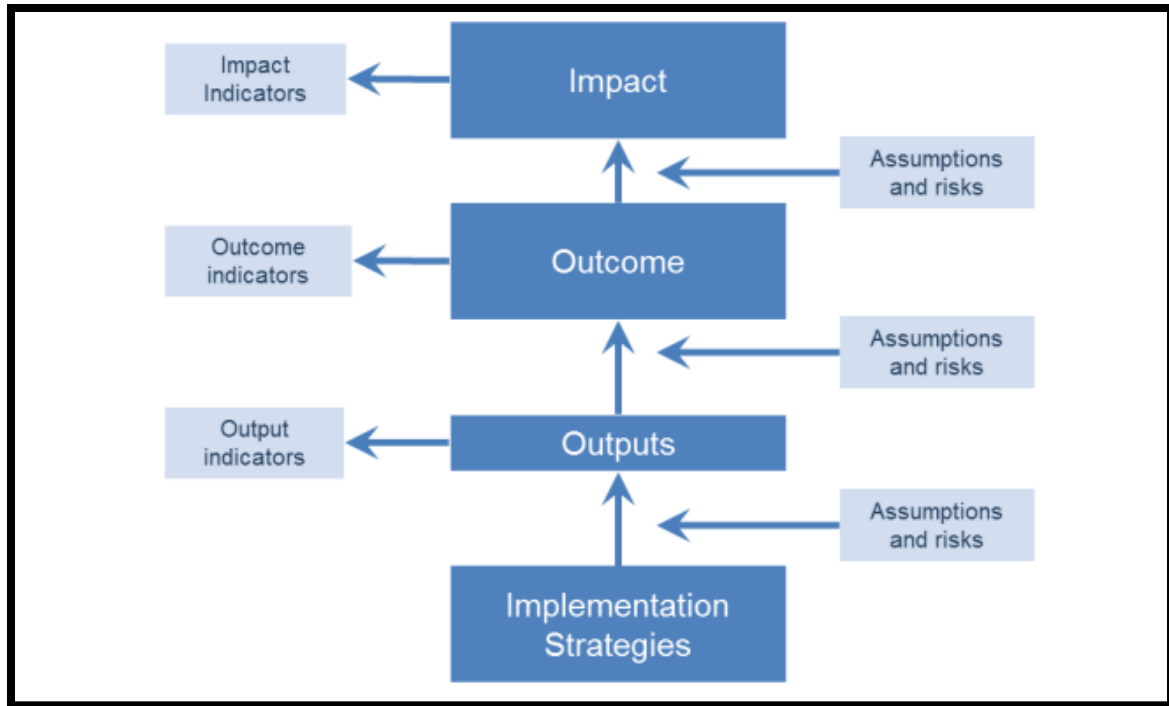 Impact
Indicators
Impact
Assumptions
and risks
Outcome
indicators
Outcome
Assumptions
and risks
Output
indicators
Outputs
Assumptions
and risks
Implementation
Strategies